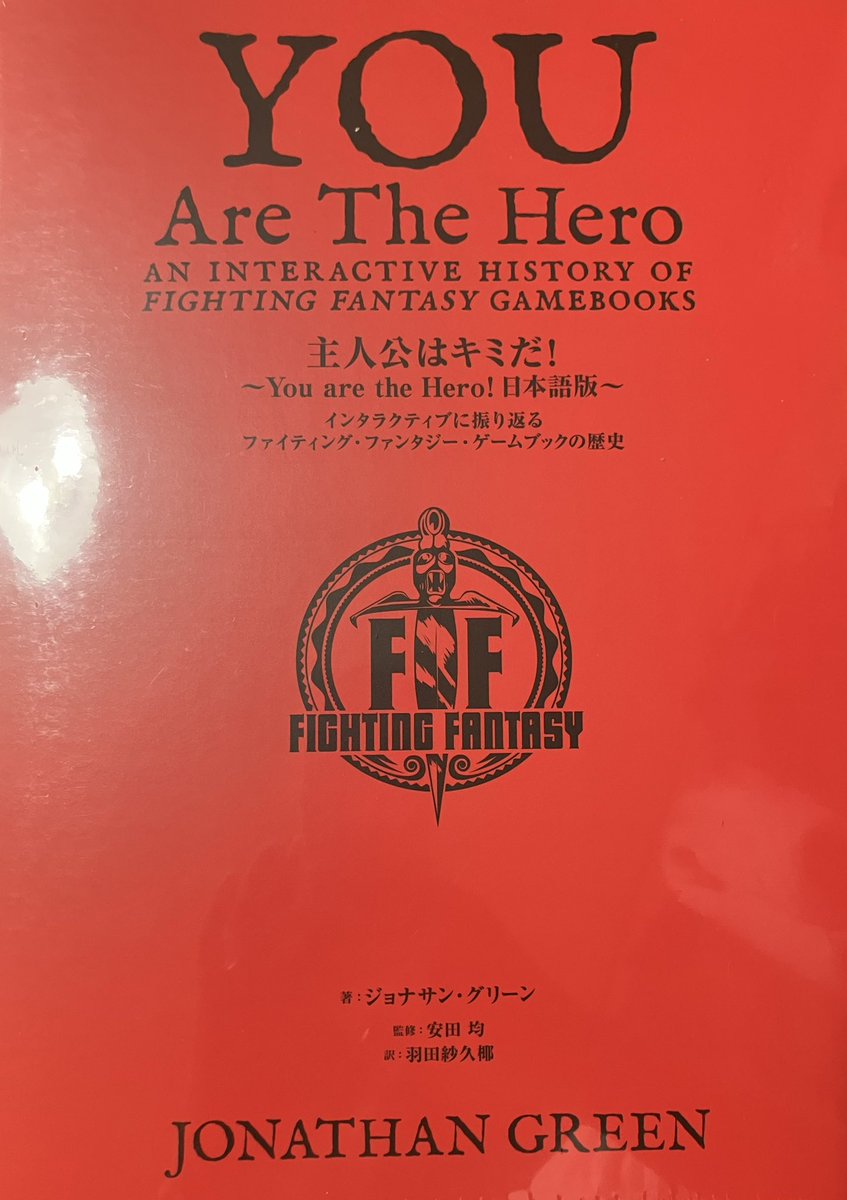 YOU
Are The Hero
AN INTERACTIVE HISTORY OF
FIGHTING FANTASY GAMEBOOKS
主人公はキミだ!
〜You are the Hero! 日本語版〜
インタラクティブに振り返る
ファイティング・ファンタジー・ゲームブックの歴史
FF
FIGHTING FANTASY
著:ジョナサン・グリーン
監修:安田 均
訳:羽田紗久椰
JONATHAN GREEN